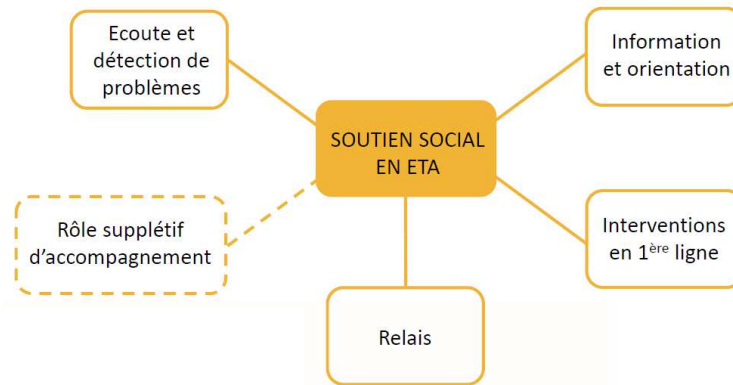 Ecoute et
détection de
problèmes
Information
et orientation
SOUTIEN SOCIAL
EN ETA
Rôle supplétif
d’accompagnement
Interventions
en 1ère ligne
Relais